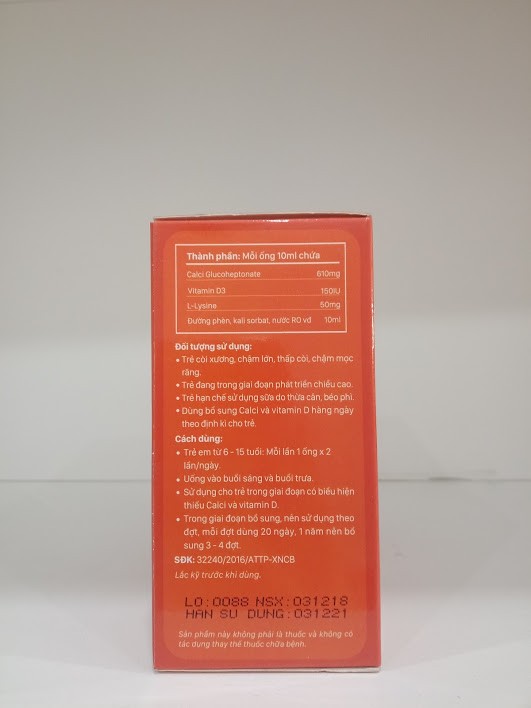 Thành phần: Mỗi ống 10ml chứa
Calci Glucoheptonate 610mg
Vitamin D3 150IU
L-Lysine 50mg
Đường phèn, kali sorbat, nước RO vđ 10ml
Đối tượng sử dụng:
• Trẻ còi xương, chậm lớn, thấp còi, chậm mọc
răng.
• Trẻ đang trong giai đoạn phát triển chiều cao.
• Trẻ hạn chế sử dụng sữa do thừa cân, béo phì.
• Dùng bổ sung Calci và vitamin D hàng ngày
theo định kì cho trẻ.
Cách dùng:
• Trẻ em từ 6 - 15 tuổi: Mỗi lần 1 ống x 2
lần/ngày.
• Uống vào buổi sáng và buổi trưa.
• Sử dụng cho trẻ trong giai đoạn có biểu hiện
thiếu Calci và vitamin D.
• Trong giai đoạn bổ sung, nên sử dụng theo
đợt, mỗi đợt dùng 20 ngày, 1 năm nên bổ
sung 3 - 4 đợt.
SĐK: 32240/2016/ATTP-XNCB
Lắc kỹ trước khi dùng.
LO:0088 NSX:031218
HAN SU DUNG:031221
Sản phẩm này không phải là thuốc và không có
tác dụng thay thế thuốc chữa bệnh.